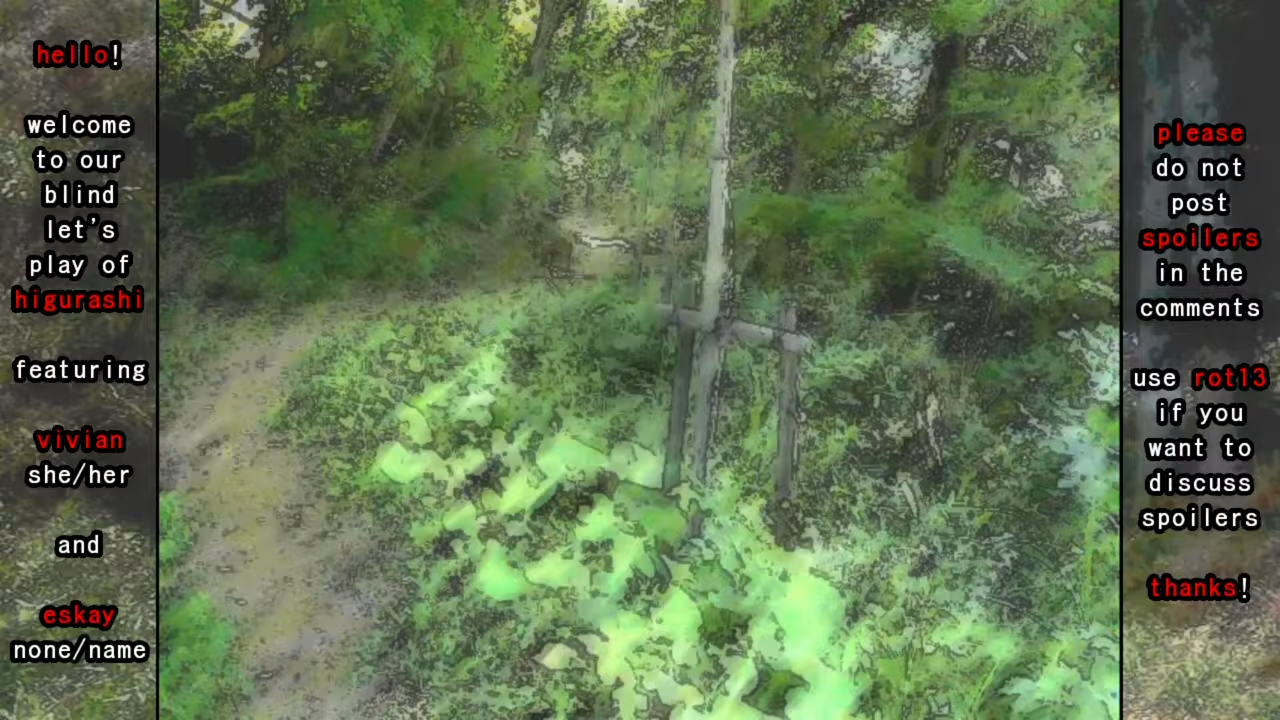 hello!
welcome
to our
blind
let's
play of
higurashi
featuring
vivian
she/her
and
eskay
none/name
please
do not
post
spoilers
in the
comments
use rot13
if you
want to
discuss
spoilers
thanks!